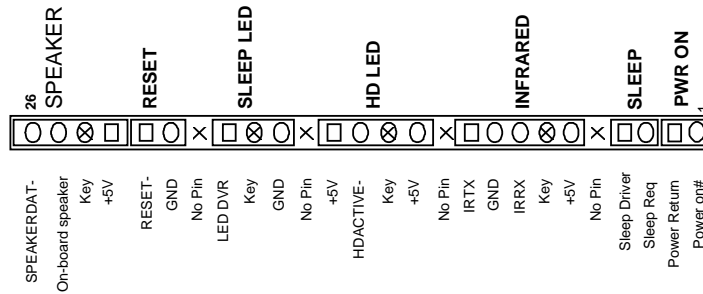 26
SPEAKER
RESET
SLEEP LED
HD LED
INFRARED
SLEEP
PWR ON
1
SPEAKERDAT-
On-board speaker
Key
+5V
RESET-
GND
No Pin
LED DVR
Key
GND
No Pin
+5V
HDACTIVE-
Key
+5V
No Pin
IRTX
GND
IRRX
Key
+5V
No Pin
Sleep Driver
Sleep Req
Power Return
Power on#